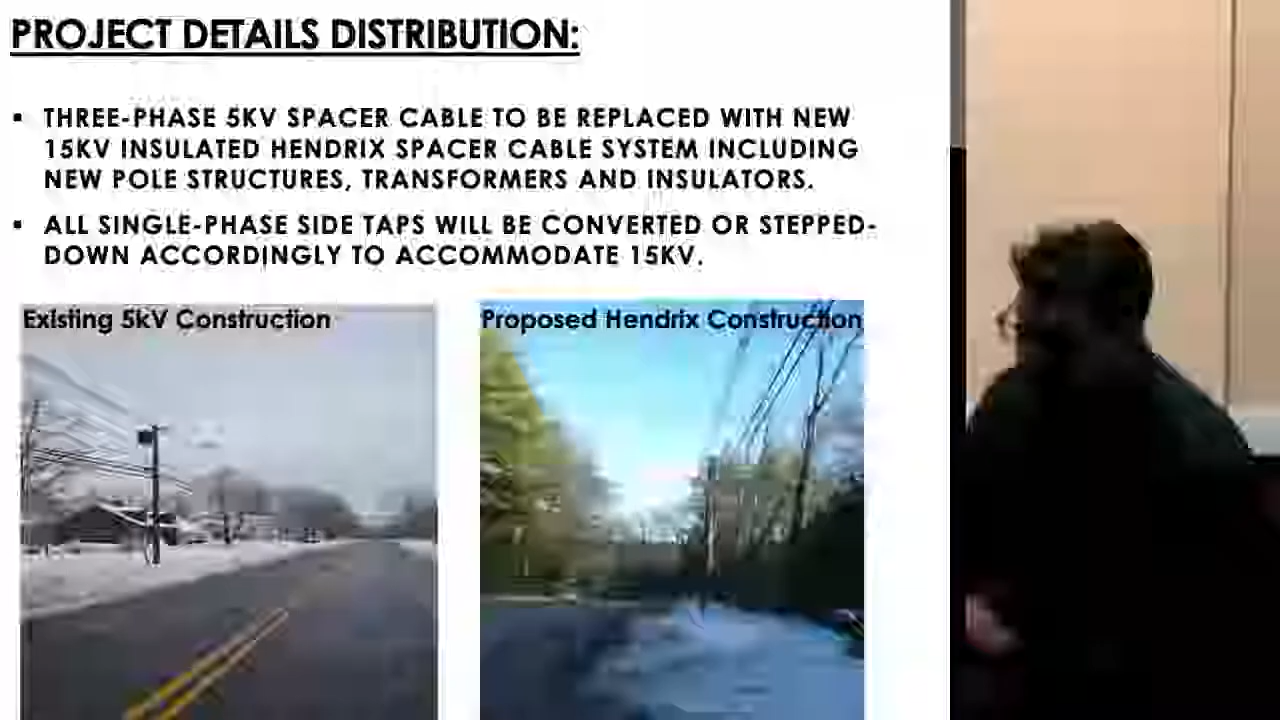 PROJECT DETAILS DISTRIBUTION:
▪ THREE-PHASE 5KV SPACER CABLE TO BE REPLACED WITH NEW
15KV INSULATED HENDRIX SPACER CABLE SYSTEM INCLUDING
NEW POLE STRUCTURES, TRANSFORMERS AND INSULATORS.
▪ ALL SINGLE-PHASE SIDE TAPS WILL BE CONVERTED OR STEPPED-
DOWN ACCORDINGLY TO ACCOMMODATE 15KV.
Existing 5kV Construction
Proposed Hendrix Construction